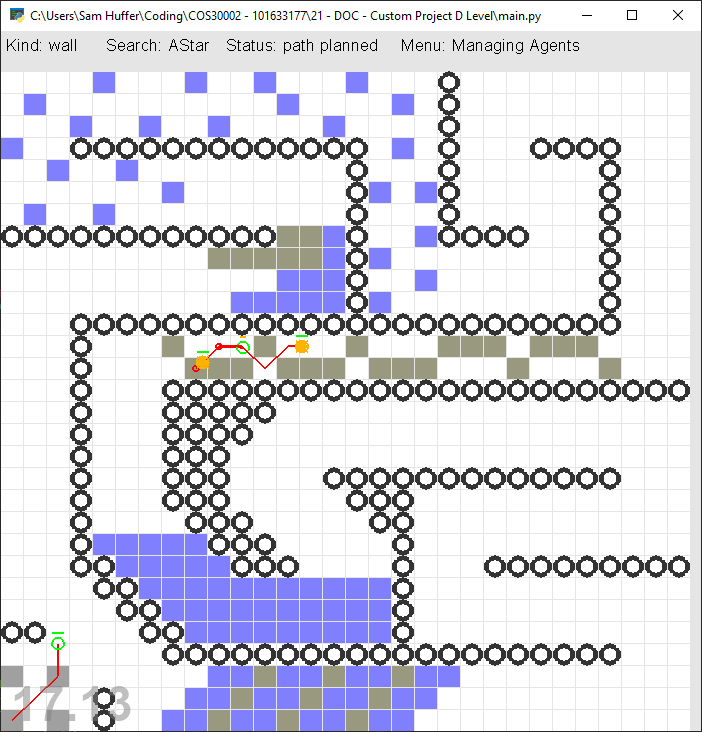 C:\Users\Sam Huffer\Coding\COS30002 - 101633177\21 - DOC - Custom Project D Level\main.py
Kind: wall Search: AStar Status: path planned Menu: Managing Agents
17.13